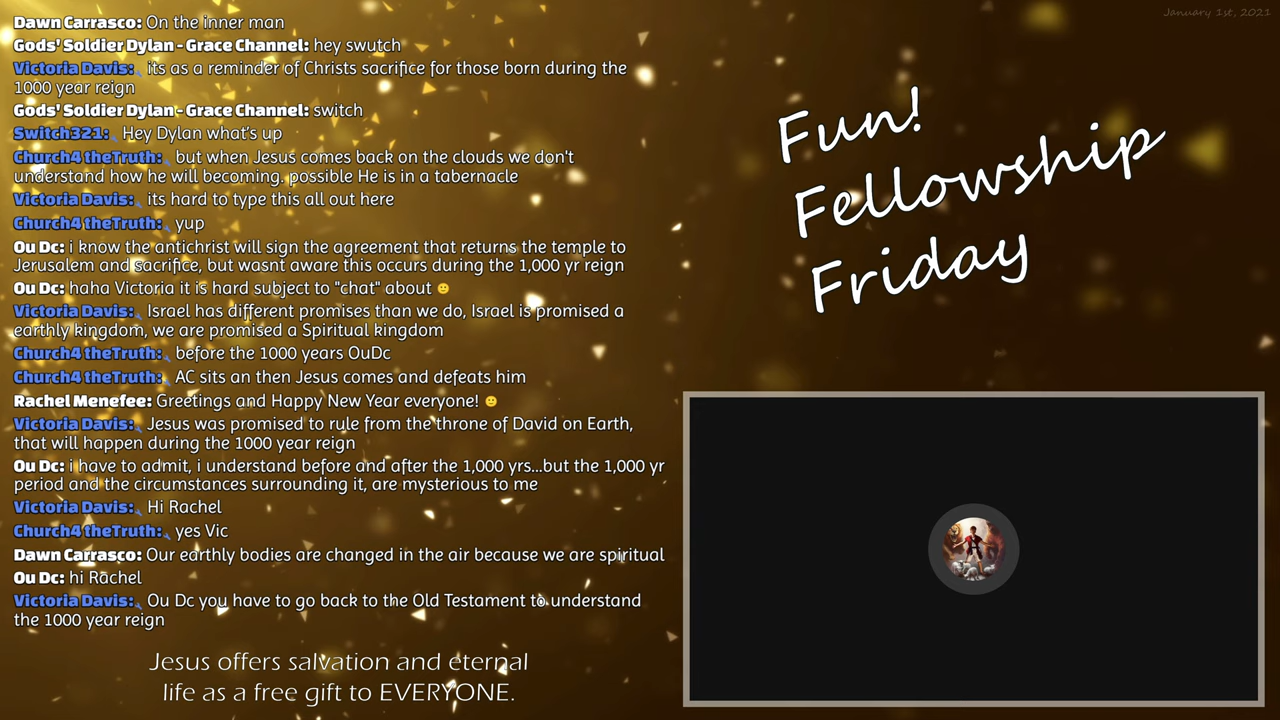 Dawn Carrasco: On the inner man
Gods' Soldier Dylan - Grace Channel: hey swutch
Victoria Davis: its as a reminder of Christs sacrifice for those born during the
1000 year reign
Gods' Soldier Dylan - Grace Channel: switch
Switch321: Hey Dylan what's up
Church4 theTruth: but when Jesus comes back on the clouds we don't
understand how he will becoming. possible He is in a tabernacle
Victoria Davis: its hard to type this all out here
Church4 theTruth: yup
Ou Dc: i know the antichrist will sign the agreement that returns the temple to
Jerusalem and sacrifice, but wasnt aware this occurs during the 1,000 yr reign
Ou Dc: haha Victoria it is hard subject to "chat" about 🙂
Victoria Davis: Israel has different promises than we do, Israel is promised a
earthly kingdom, we are promised a Spiritual kingdom
Church4 theTruth: before the 1000 years OuDc
Church4 theTruth: AC sits an then Jesus comes and defeats him
Rachel Menefee: Greetings and Happy New Year everyone! 🙂
Victoria Davis: Jesus was promised to rule from the throne of David on Earth,
that will happen during the 1000 year reign
Ou Dc: i have to admit, i understand before and after the 1,000 yrs...but the 1,000 yr
period and the circumstances surrounding it, are mysterious to me
Victoria Davis: Hi Rachel
Church4 theTruth: yes Vic
Dawn Carrasco: Our earthly bodies are changed in the air because we are spiritual
Ou Dc: hi Rachel
Victoria Davis: Ou Dc you have to go back to the Old Testament to understand
the 1000 year reign
Jesus offers salvation and eternal
life as a free gift to EVERYONE.
January 1st, 2021
Fun!
Fellowship
Friday